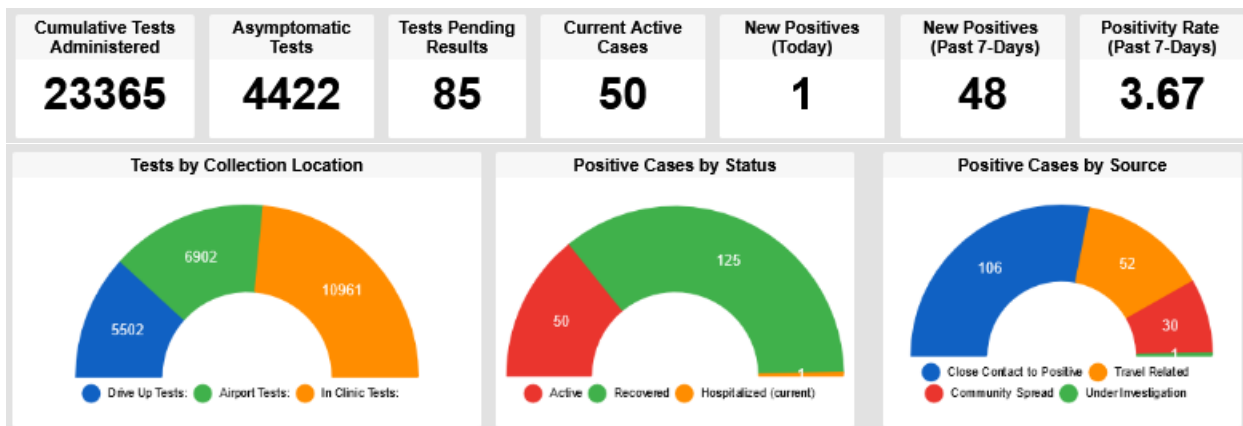 Cumulative Tests
Administered
23365
Asymptomatic
Tests
4422
Tests Pending
Results
85
Current Active
Cases
50
New Positives
(Today)
1
New Positives
(Past 7-Days)
48
Positivity Rate
(Past 7-Days)
3.67
Tests by Collection Location
6902
10961
5502
Drive Up Tests: Airport Tests: In Clinic Tests:
Positive Cases by Status
125
50
1
Active Recovered Hospitalized (current)
Positive Cases by Source
106
52
30
1
Close Contact to Positive Travel Related
Community Spread Under Investigation